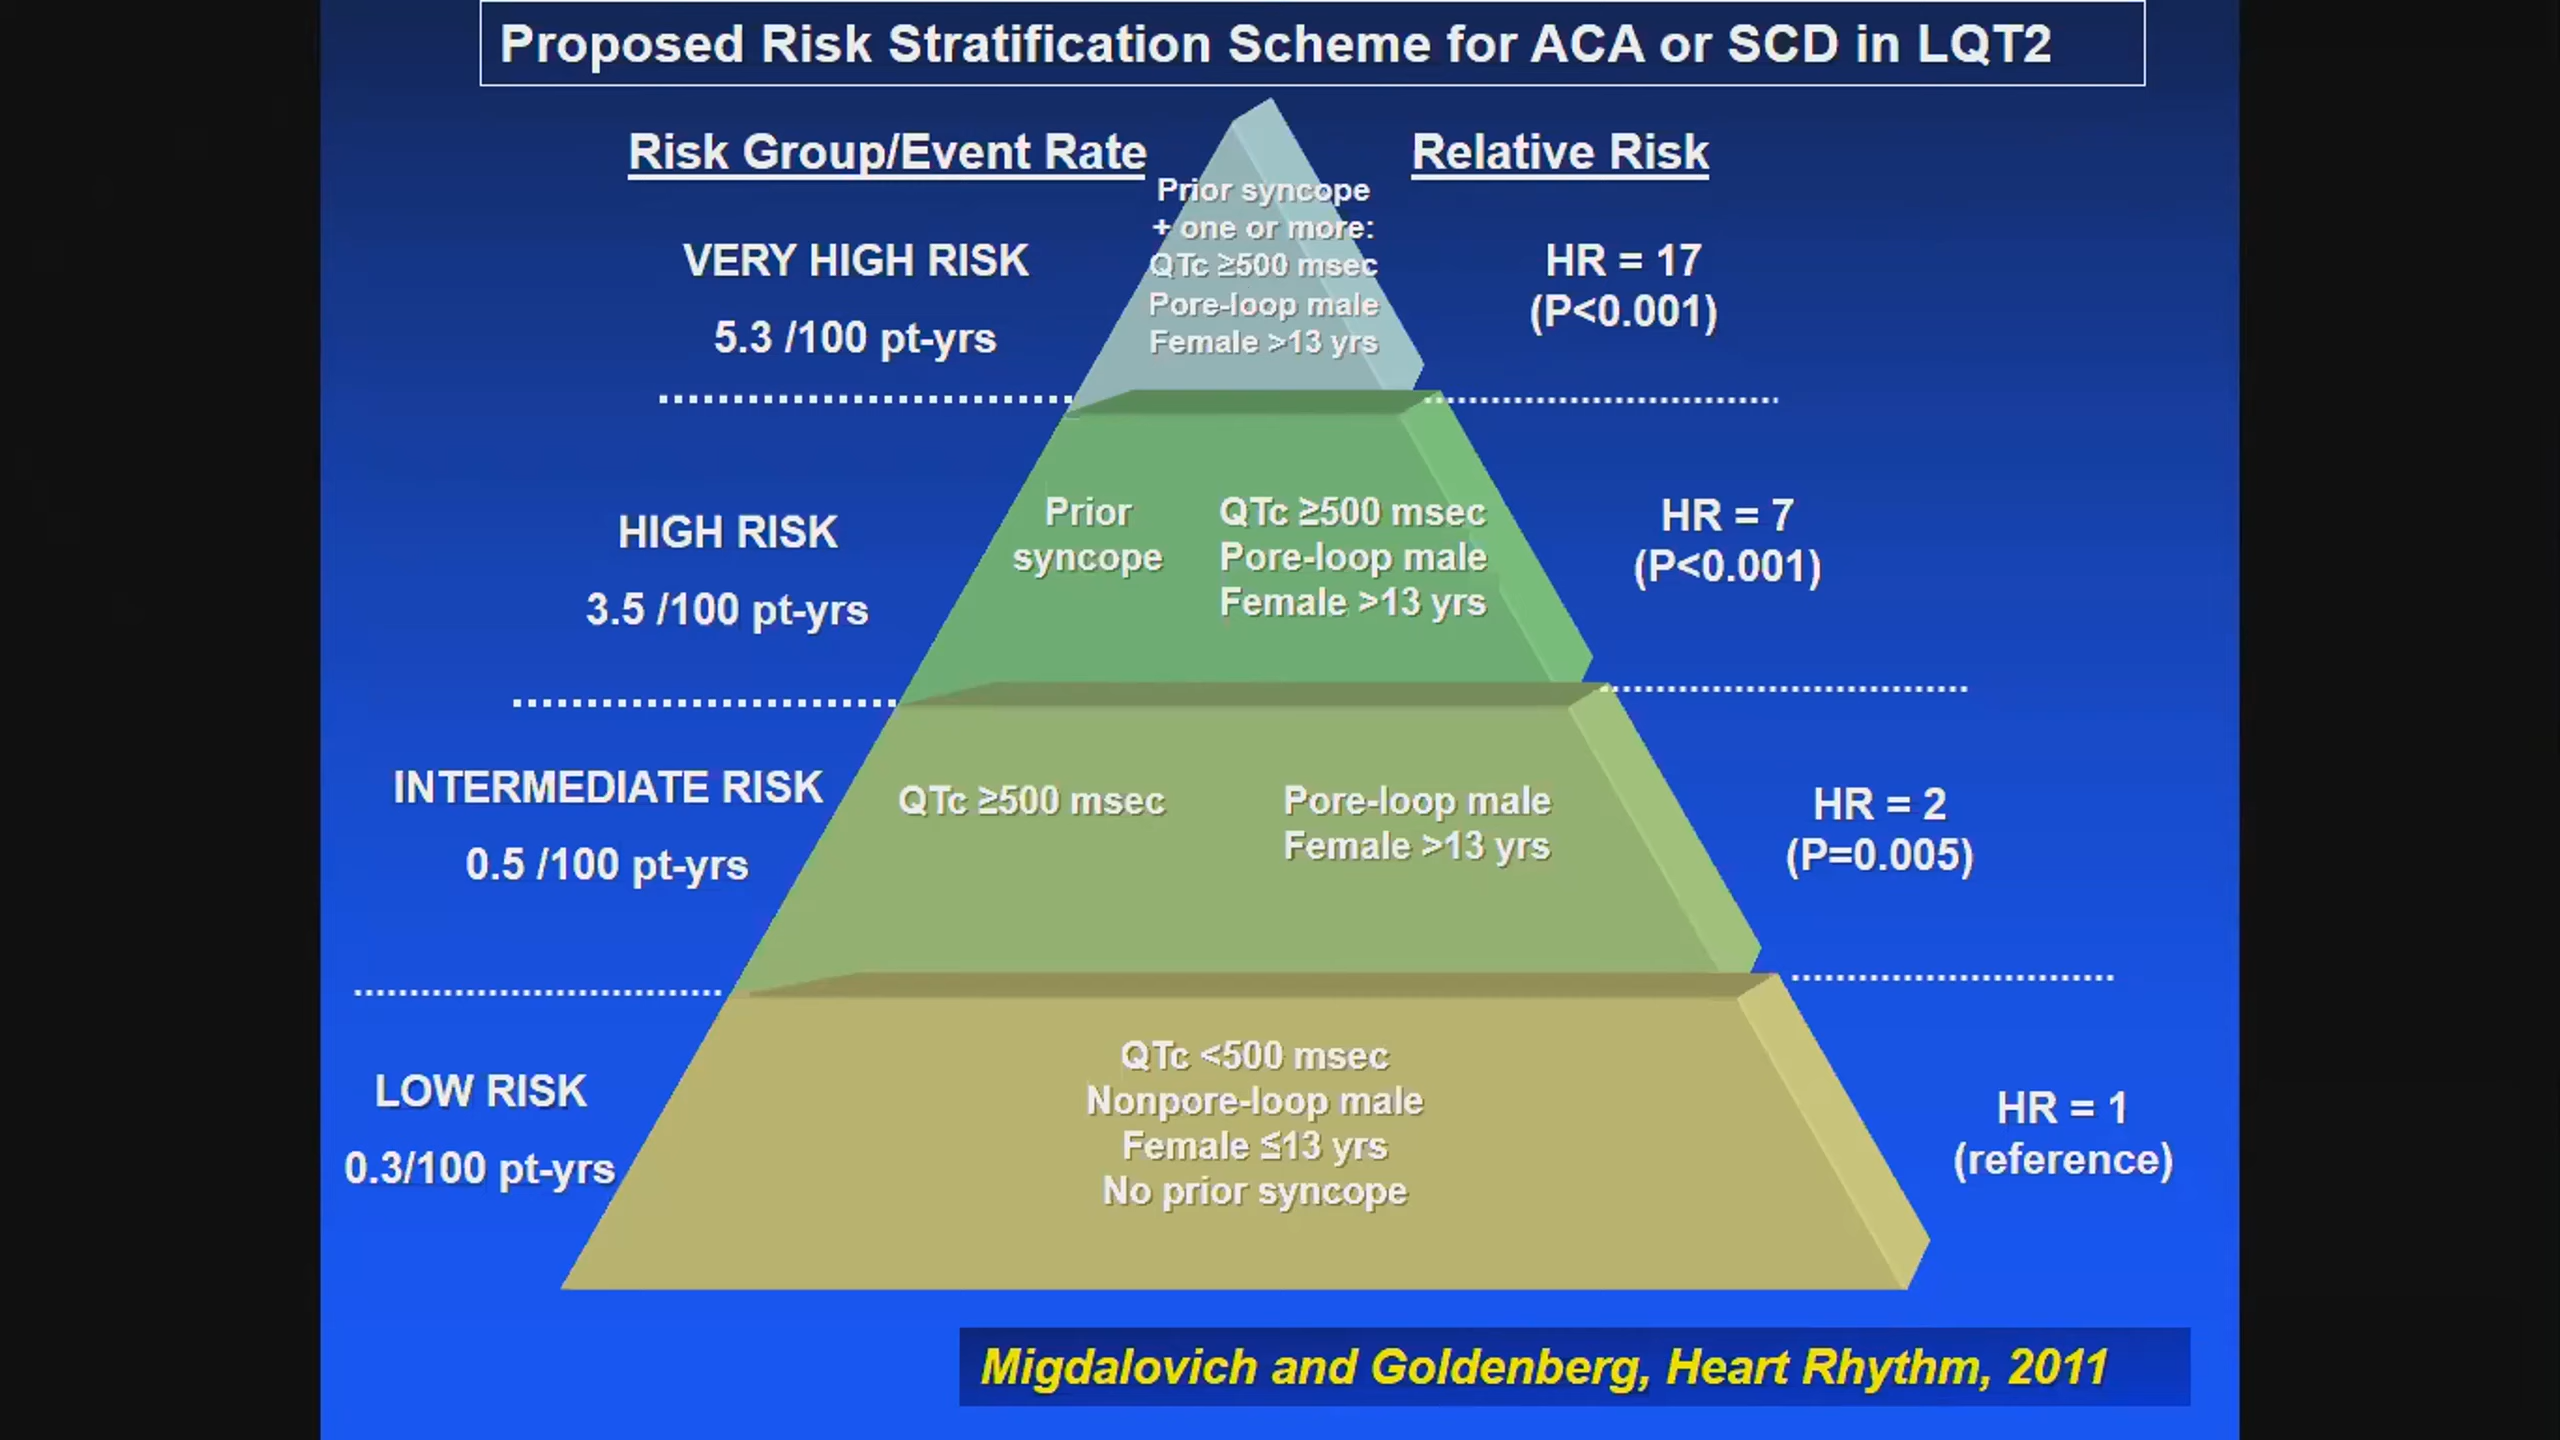 Proposed Risk Stratification Scheme for ACA or SCD in LQT2
Risk Group/Event Rate
Relative Risk
VERY HIGH RISK
5.3 /100 pt-yrs
Prior syncope
+ one or more:
QTc ≥500 msec
Pore-loop male
Female >13 yrs
HR = 17
(P<0.001)
HIGH RISK
3.5 /100 pt-yrs
Prior
syncope
QTc ≥500 msec
Pore-loop male
Female >13 yrs
HR = 7
(P<0.001)
INTERMEDIATE RISK
0.5 /100 pt-yrs
QTc ≥500 msec
Pore-loop male
Female >13 yrs
HR = 2
(P=0.005)
LOW RISK
0.3/100 pt-yrs
QTc <500 msec
Nonpore-loop male
Female ≤13 yrs
No prior syncope
HR = 1
(reference)
Migdalovich and Goldenberg, Heart Rhythm, 2011